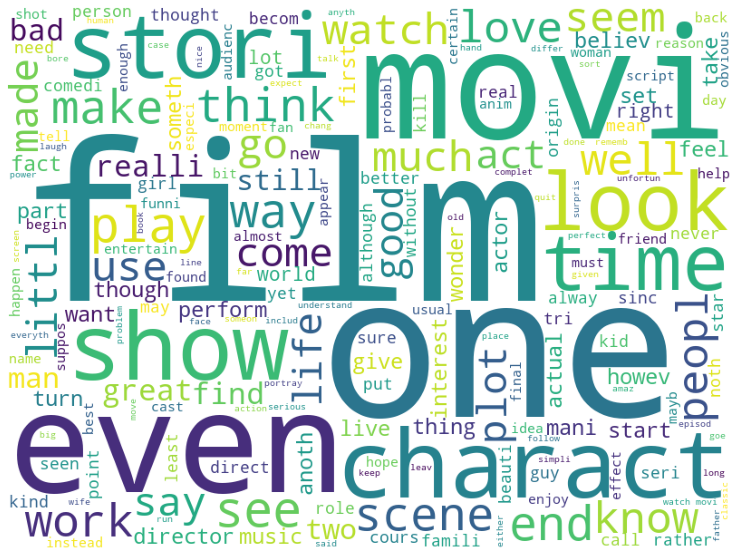 bad
person
need
human
shot
bore
case
thought
becom
stori
movi
watch
nice
talk
love
anyth
expect
seem
hand
differ
certain
believ
woman
sort
script
back
obvious
reason
take
lot
enough
got
audienc
first
comedi
made
make
someth
think
chang
probabl
real
anim
kill
origin
set
right
day
tell
especi
moment
fan
go
much
act
well
mean
done
rememb
feel
fact
laugh
realli
bit
new
still
better
complet
unfortun
help
power
girl
funni
appear
way
good
although
without
actor
wonder
quit
surpris
look
part
begin
play
book
almost
entertain
line
come
film
old
perfect
must
given
friend
never
time
littl
screen
use
found
far
world
yet
usual
alway
sinc
happen
though
want
may
perform
understand
interest
tri
star
everyth
suppos
name
problem
face
someon
includ
show
life
sure
one
place
final
actual
kid
mayb
noth
peopl
man
great
find
portray
give
put
plot
howev
amaz
turn
best
move
action
serious
cast
live
thing
idea
mani
start
episod
big
seen
point
least
direct
even
anoth
hope
charact
follow
goe
beauti
guy
seri
effect
simpli
long
kind
wife
say
see
keep
leav
role
scene
enjoy
end
know
watch movi
classic
father
work
director
music
two
cours
famili
either
call
rather
instead
run
said